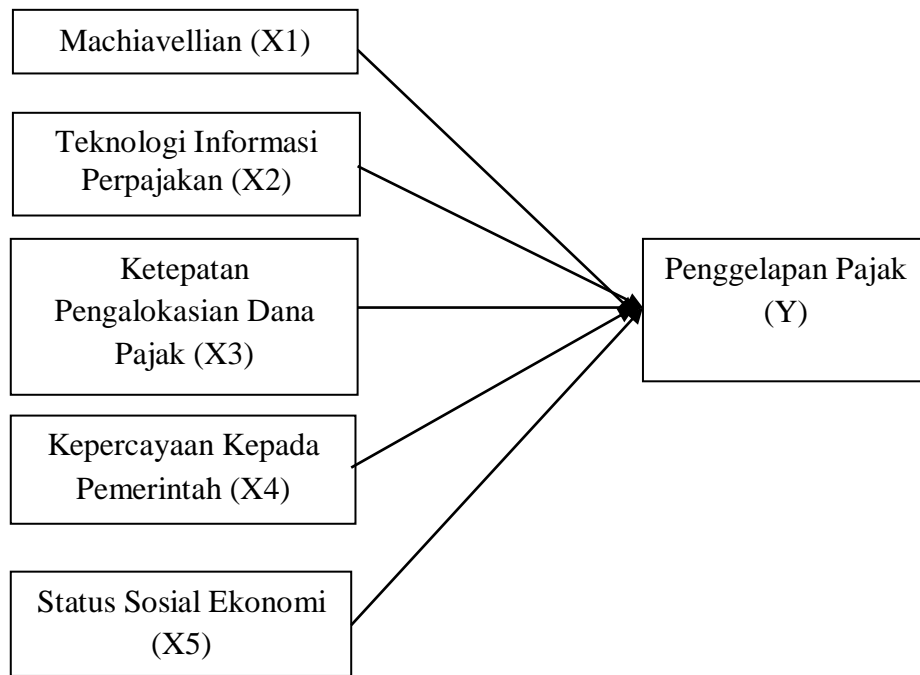 Machiavellian (X1)
Teknologi Informasi
Perpajakan (X2)
Ketepatan
Pengalokasian Dana
Pajak (X3)
Kepercayaan Kepada
Pemerintah (X4)
Status Sosial Ekonomi
(X5)
Penggelapan Pajak
(Y)